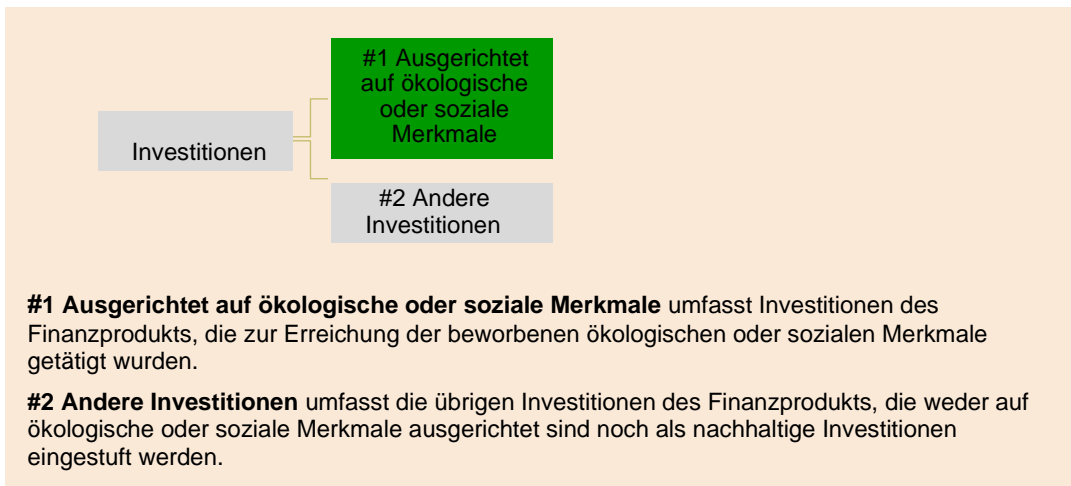 #1 Ausgerichtet
auf ökologische
oder soziale
Merkmale
Investitionen
#2 Andere
Investitionen
#1 Ausgerichtet auf ökologische oder soziale Merkmale umfasst Investitionen des
Finanzprodukts, die zur Erreichung der beworbenen ökologischen oder sozialen Merkmale
getätigt wurden.
#2 Andere Investitionen umfasst die übrigen Investitionen des Finanzprodukts, die weder auf
ökologische oder soziale Merkmale ausgerichtet sind noch als nachhaltige Investitionen
eingestuft werden.